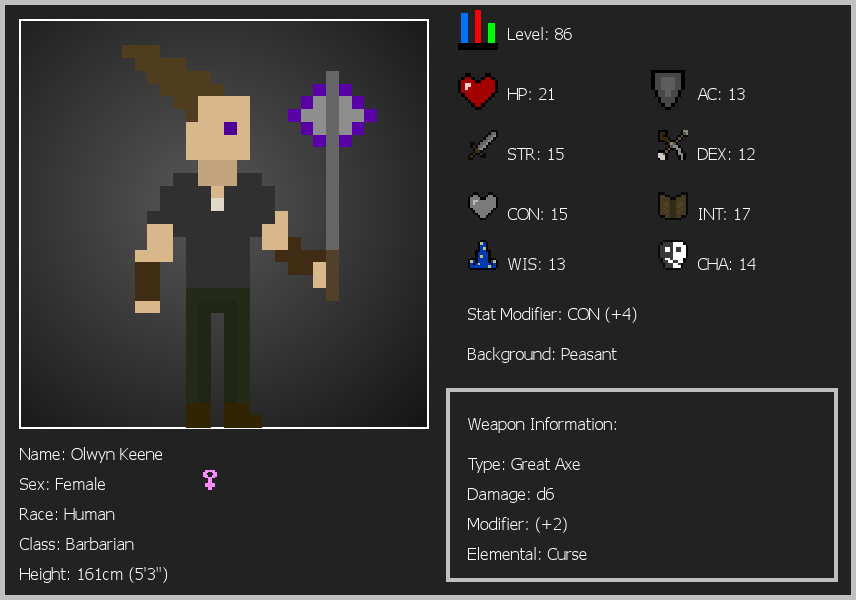 Level: 86
HP: 21
AC: 13
STR: 15
DEX: 12
CON: 15
INT: 17
WIS: 13
CHA: 14
Stat Modifier: CON (+4)
Background: Peasant
Weapon Information:
Type: Great Axe
Damage: d6
Modifier: (+2)
Elemental: Curse
Name: Olwyn Keene
Sex: Female
Race: Human
Class: Barbarian
Height: 161cm (5'3")